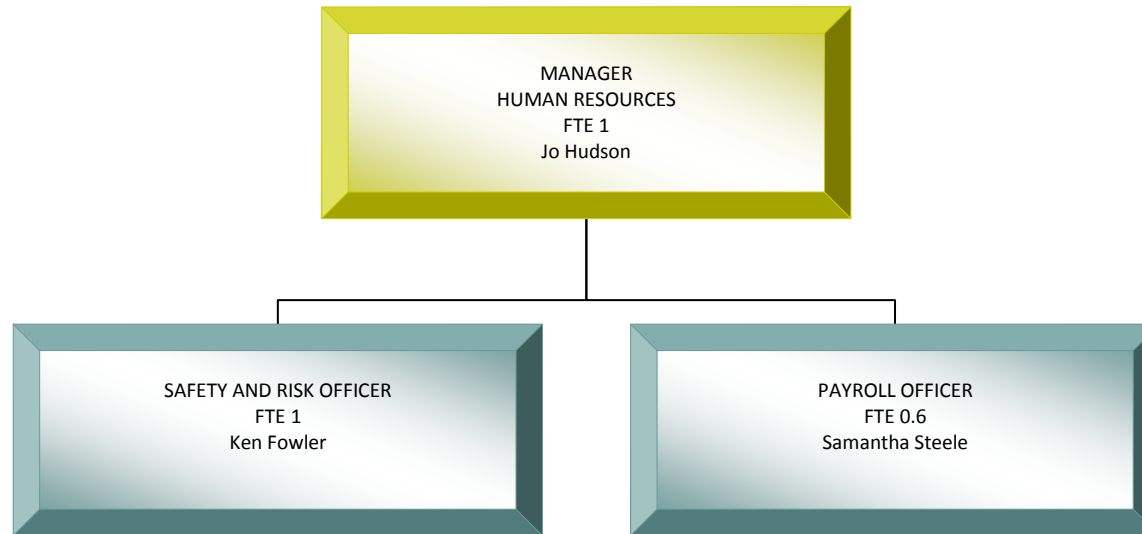 MANAGER
HUMAN RESOURCES
FTE 1
Jo Hudson
SAFETY AND RISK OFFICER
FTE 1
Ken Fowler
PAYROLL OFFICER
FTE 0.6
Samantha Steele